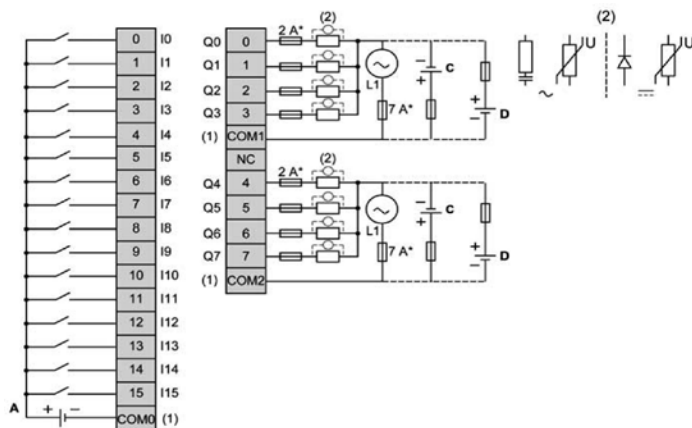 0 I0
1 I1
2 I2
3 I3
4 I4
5 I5
6 I6
7 I7
8 I8
9 I9
10 I10
11 I11
12 I12
13 I13
14 I14
15 I15
A + − COM0 (1)
(2)
Q0 0 2 A*
Q1 1
Q2 2
Q3 3
(1) COM1
L1
7 A*
− + C
+ − D
NC
(2)
Q4 4 2 A*
Q5 5
Q6 6
Q7 7
(1) COM2
L1
7 A*
− + C
+ − D
(2)
U U